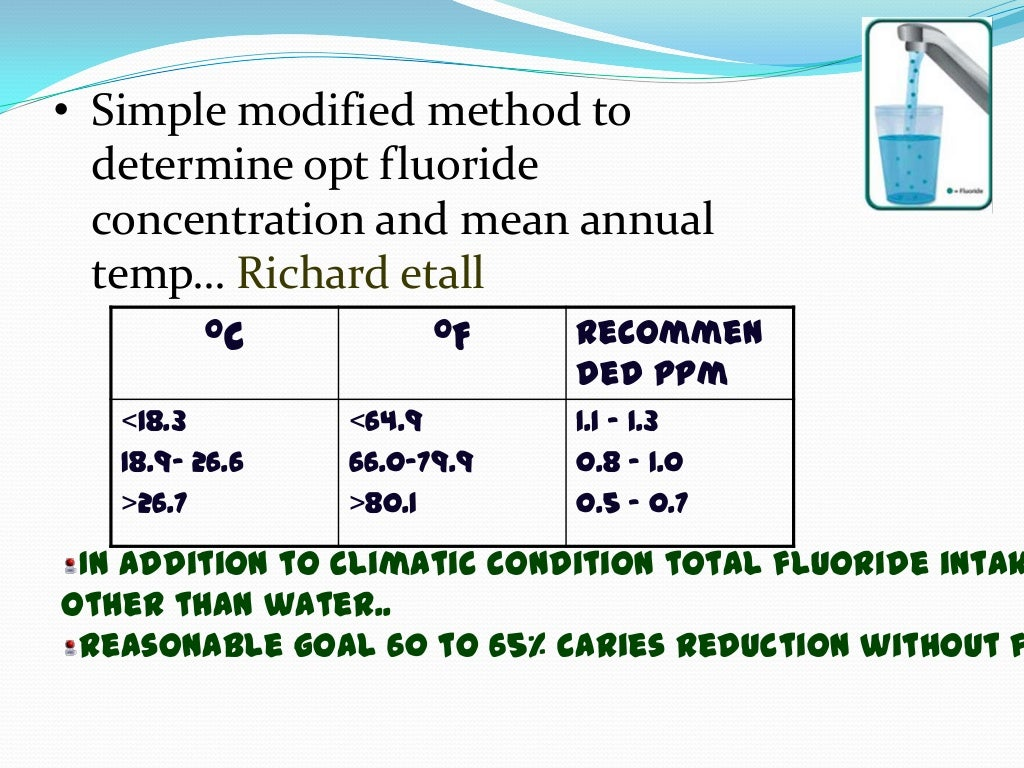 • Simple modified method to
determine opt fluoride
concentration and mean annual
temp... Richard etall
= Fluoride
ºC ºF RECOMMEN
DED PPM
<18.3 <64.9 1.1 - 1.3
18.9- 26.6 66.0-79.9 0.8 - 1.0
>26.7 >80.1 0.5 - 0.7
IN ADDITION TO CLIMATIC CONDITION TOTAL FLUORIDE INTAK
OTHER THAN WATER..
REASONABLE GOAL 60 TO 65% CARIES REDUCTION WITHOUT F